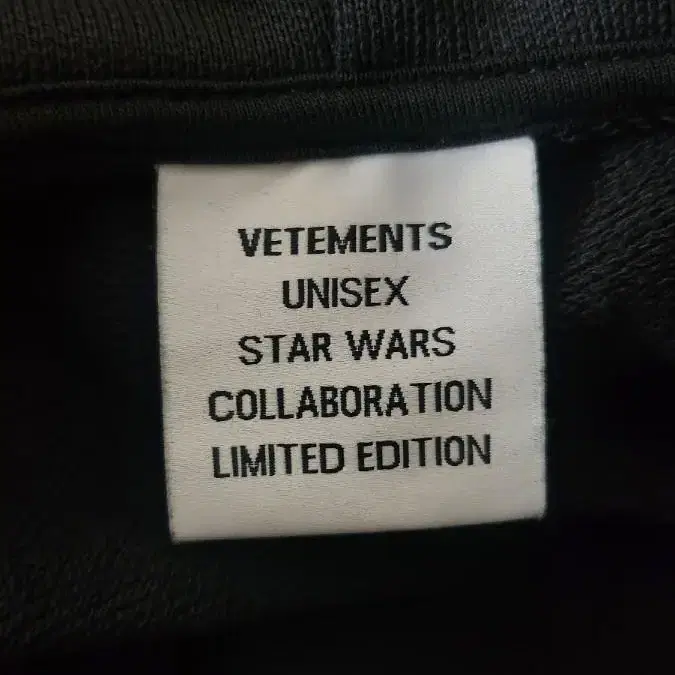 VETEMENTS
UNISEX
STAR WARS
COLLABORATION
LIMITED EDITION